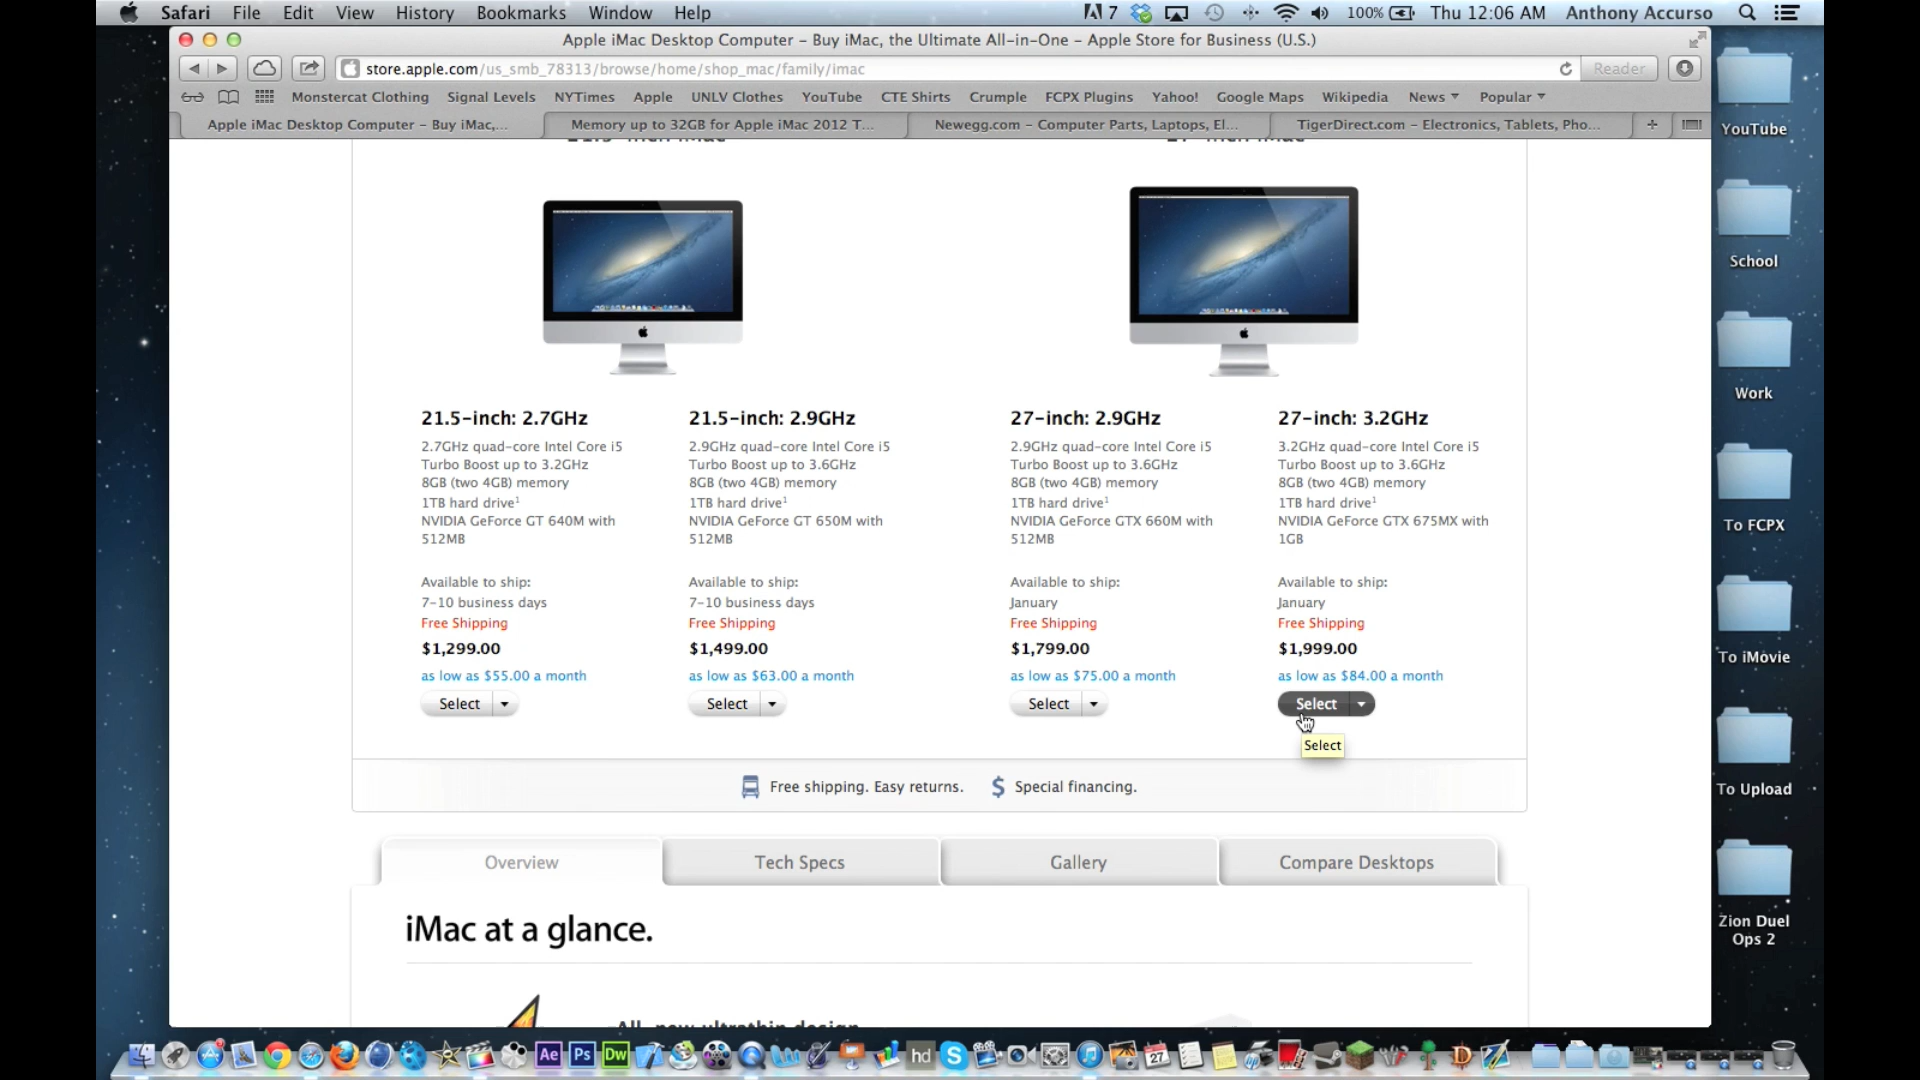 Safari File Edit View History Bookmarks Window Help
7 100% Thu 12:06 AM Anthony Accurso
Apple iMac Desktop Computer – Buy iMac, the Ultimate All-in-One – Apple Store for Business (U.S.)
store.apple.com/us_smb_78313/browse/home/shop_mac/family/imac
Reader
Monstercat Clothing Signal Levels NYTimes Apple UNLV Clothes YouTube CTE Shirts Crumple FCPX Plugins Yahoo! Google Maps Wikipedia News Popular
Apple iMac Desktop Computer – Buy iMac,... Memory up to 32GB for Apple iMac 2012 T... Newegg.com – Computer Parts, Laptops, El... TigerDirect.com – Electronics, Tablets, Pho...
21.5-inch: 2.7GHz
2.7GHz quad-core Intel Core i5
Turbo Boost up to 3.2GHz
8GB (two 4GB) memory
1TB hard drive1
NVIDIA GeForce GT 640M with
512MB
Available to ship:
7-10 business days
Free Shipping
$1,299.00
as low as $55.00 a month
Select
21.5-inch: 2.9GHz
2.9GHz quad-core Intel Core i5
Turbo Boost up to 3.6GHz
8GB (two 4GB) memory
1TB hard drive1
NVIDIA GeForce GT 650M with
512MB
Available to ship:
7-10 business days
Free Shipping
$1,499.00
as low as $63.00 a month
Select
27-inch: 2.9GHz
2.9GHz quad-core Intel Core i5
Turbo Boost up to 3.6GHz
8GB (two 4GB) memory
1TB hard drive1
NVIDIA GeForce GTX 660M with
512MB
Available to ship:
January
Free Shipping
$1,799.00
as low as $75.00 a month
Select
27-inch: 3.2GHz
3.2GHz quad-core Intel Core i5
Turbo Boost up to 3.6GHz
8GB (two 4GB) memory
1TB hard drive1
NVIDIA GeForce GTX 675MX with
1GB
Available to ship:
January
Free Shipping
$1,999.00
as low as $84.00 a month
Select
Select
Free shipping. Easy returns. $ Special financing.
Overview Tech Specs Gallery Compare Desktops
iMac at a glance.
All-new ultrathin design
YouTube
School
Work
To FCPX
To iMovie
To Upload
Zion Duel
Ops 2
Ae Ps Dw hd 27